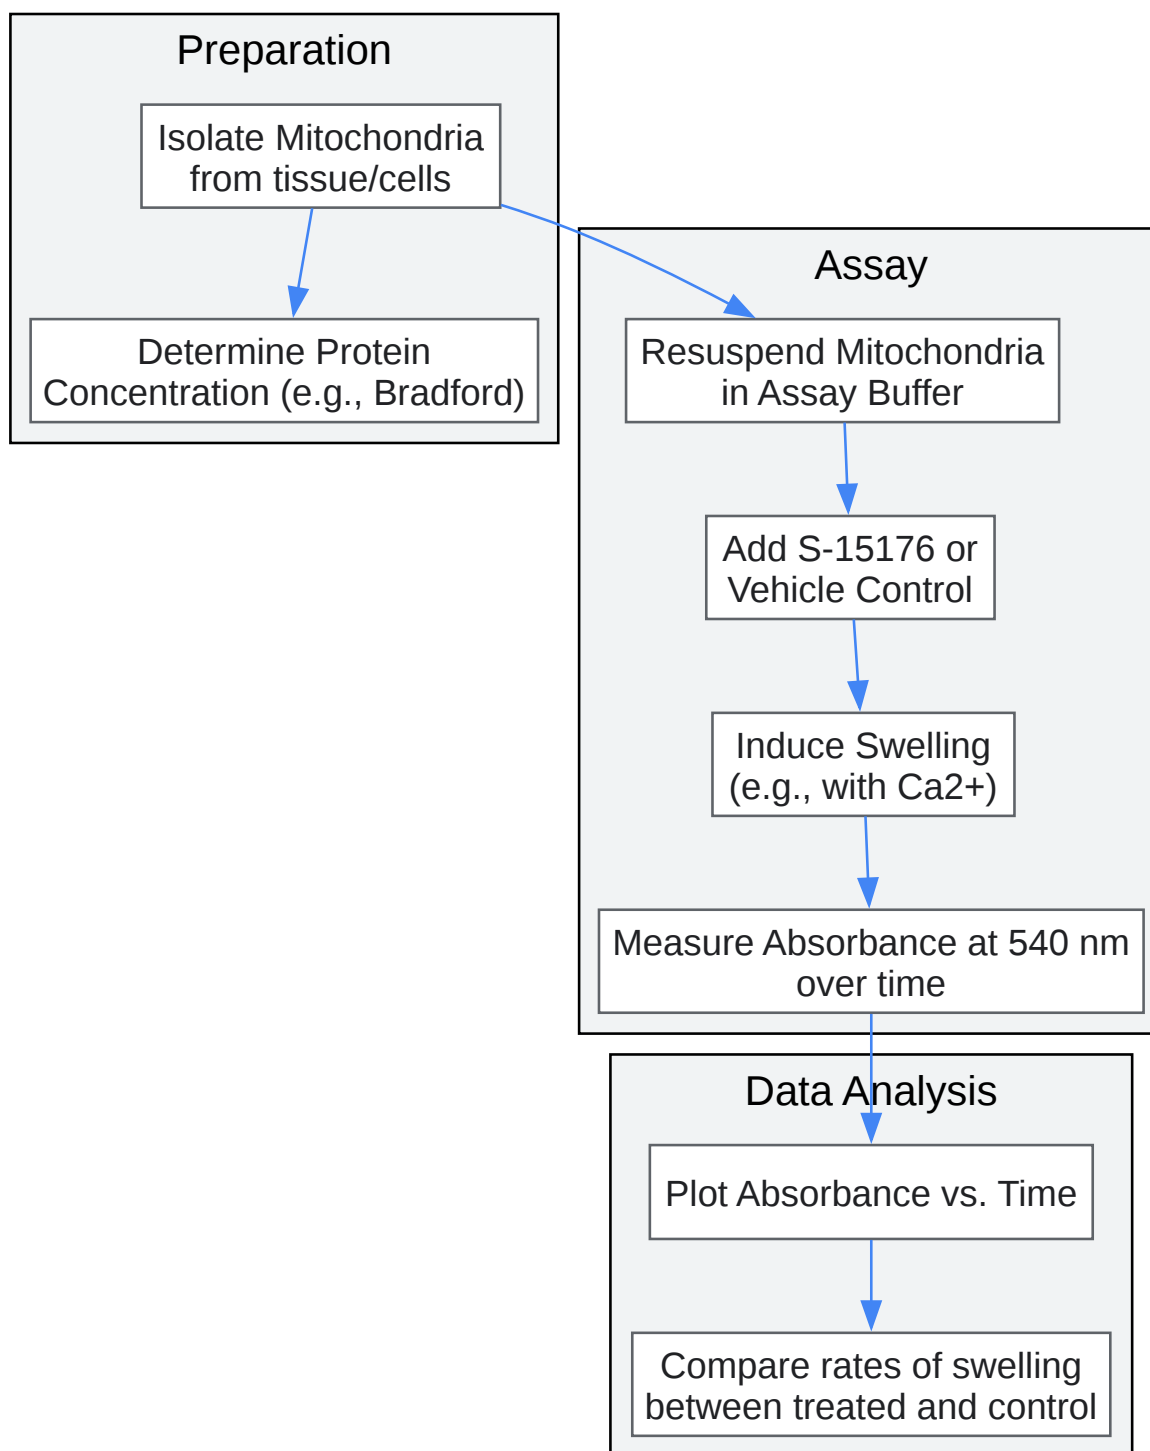 Preparation
Isolate Mitochondria
from tissue/cells
Determine Protein
Concentration (e.g., Bradford)
Assay
Resuspend Mitochondria
in Assay Buffer
Add S-15176 or
Vehicle Control
Induce Swelling
(e.g., with Ca2+)
Measure Absorbance at 540 nm
over time
Data Analysis
Plot Absorbance vs. Time
Compare rates of swelling
between treated and control